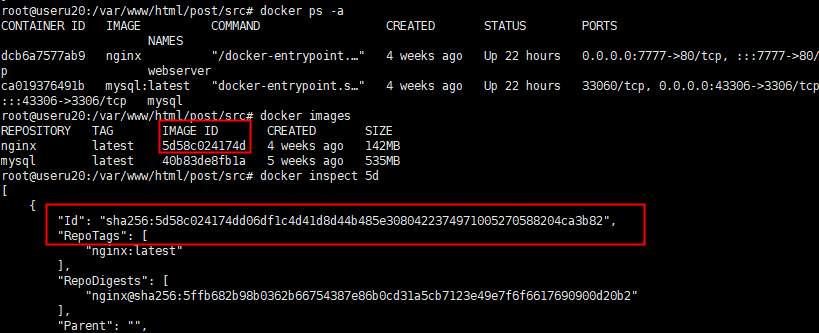 root@useru20:/var/www/html/post/src# docker ps -a
CONTAINER ID   IMAGE          COMMAND                  CREATED       STATUS        PORTS
                    NAMES
dcb6a7577ab9   nginx          "/docker-entrypoint.…"   4 weeks ago   Up 22 hours   0.0.0.0:7777->80/tcp, :::7777->80/
p                   webserver
ca019376491b   mysql:latest   "docker-entrypoint.s…"   4 weeks ago   Up 22 hours   33060/tcp, 0.0.0.0:43306->3306/tc
:::43306->3306/tcp   mysql
root@useru20:/var/www/html/post/src# docker images
REPOSITORY   TAG       IMAGE ID       CREATED       SIZE
nginx        latest    5d58c024174d   4 weeks ago   142MB
mysql        latest    40b83de8fb1a   5 weeks ago   535MB
root@useru20:/var/www/html/post/src# docker inspect 5d
[
    {
        "Id": "sha256:5d58c024174dd06df1c4d41d8d44b485e3080422374971005270588204ca3b82",
        "RepoTags": [
            "nginx:latest"
        ],
        "RepoDigests": [
            "nginx@sha256:5ffb682b98b0362b66754387e86b0cd31a5cb7123e49e7f6f6617690900d20b2"
        ],
        "Parent": "",